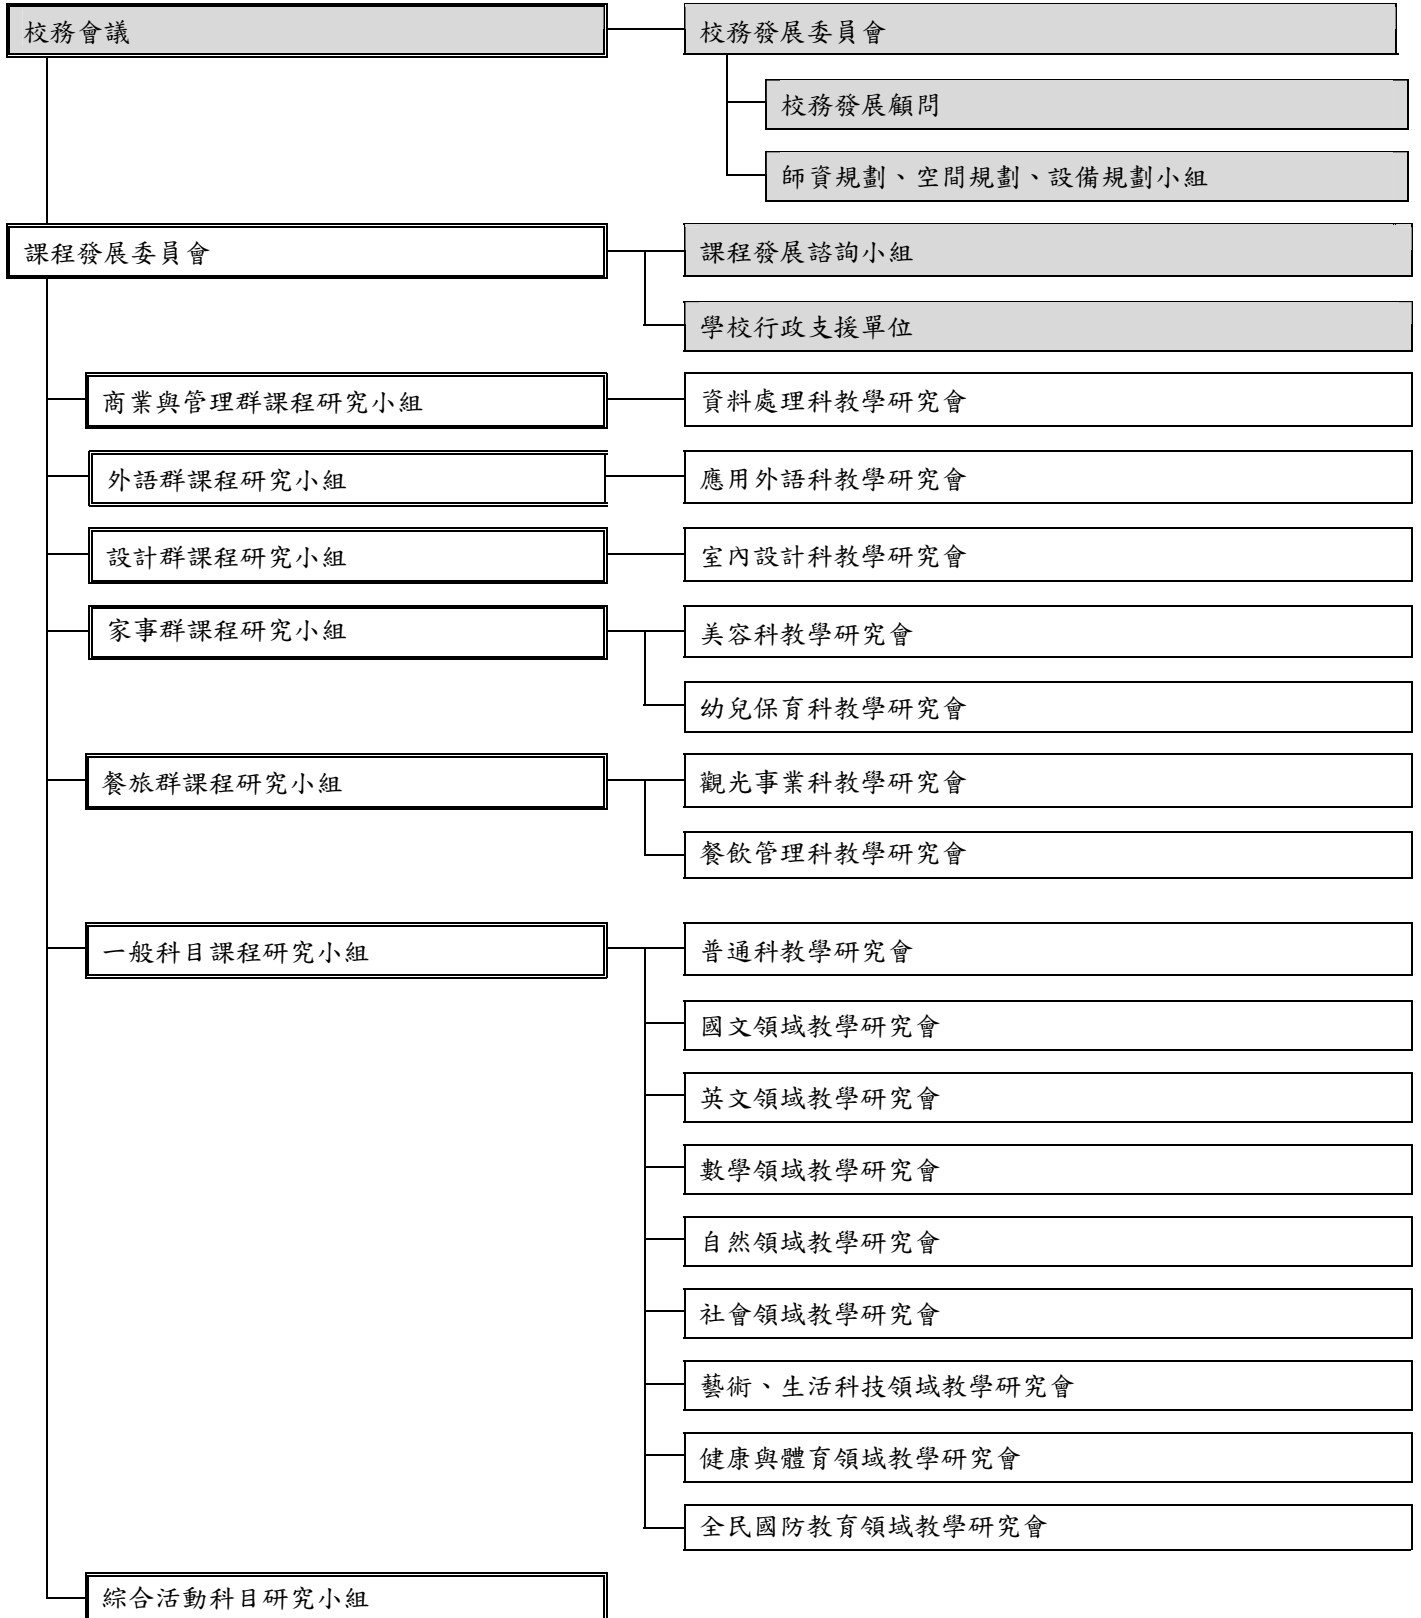 校務會議
校務發展委員會
校務發展顧問
師資規劃、空間規劃、設備規劃小組
課程發展委員會
課程發展諮詢小組
學校行政支援單位
商業與管理群課程研究小組
資料處理科教學研究會
外語群課程研究小組
應用外語科教學研究會
設計群課程研究小組
室內設計科教學研究會
家事群課程研究小組
美容科教學研究會
幼兒保育科教學研究會
餐旅群課程研究小組
觀光事業科教學研究會
餐飲管理科教學研究會
一般科目課程研究小組
普通科教學研究會
國文領域教學研究會
英文領域教學研究會
數學領域教學研究會
自然領域教學研究會
社會領域教學研究會
藝術、生活科技領域教學研究會
健康與體育領域教學研究會
全民國防教育領域教學研究會
綜合活動科目研究小組